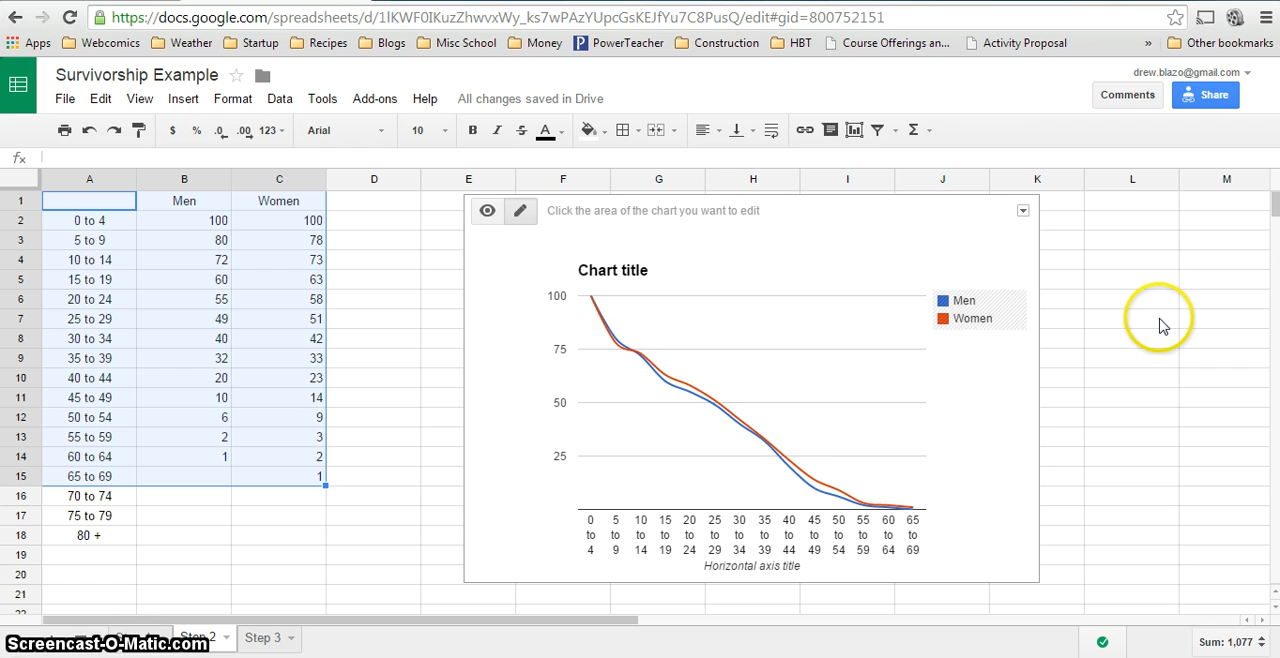 https://docs.google.com/spreadsheets/d/1lKWF0IKuzZhwvxWy_ks7wPAzYUpcGsKEJfYu7C8PusQ/edit#gid=800752151
Apps Webcomics Weather Startup Recipes Blogs Misc School Money PowerTeacher Construction HBT Course Offerings an... Activity Proposal » Other bookmarks
Survivorship Example
drew.blazo@gmail.com
File Edit View Insert Format Data Tools Add-ons Help All changes saved in Drive
Comments Share
$ % .0 .00 123 Arial 10 B I S A Σ
fx
A B C D E F G H I J K L M
1 Men Women
2 0 to 4 100 100
3 5 to 9 80 78
4 10 to 14 72 73
5 15 to 19 60 63
6 20 to 24 55 58
7 25 to 29 49 51
8 30 to 34 40 42
9 35 to 39 32 33
10 40 to 44 20 23
11 45 to 49 10 14
12 50 to 54 6 9
13 55 to 59 2 3
14 60 to 64 1 2
15 65 to 69 1
16 70 to 74
17 75 to 79
18 80 +
19
20
21
Click the area of the chart you want to edit
Chart title
100
75
50
25
Men
Women
0 5 10 15 20 25 30 35 40 45 50 55 60 65
to to to to to to to to to to to to to to
4 9 14 19 24 29 34 39 44 49 54 59 64 69
Horizontal axis title
Step 2 Step 3
Sum: 1,077
Screencast-O-Matic.com